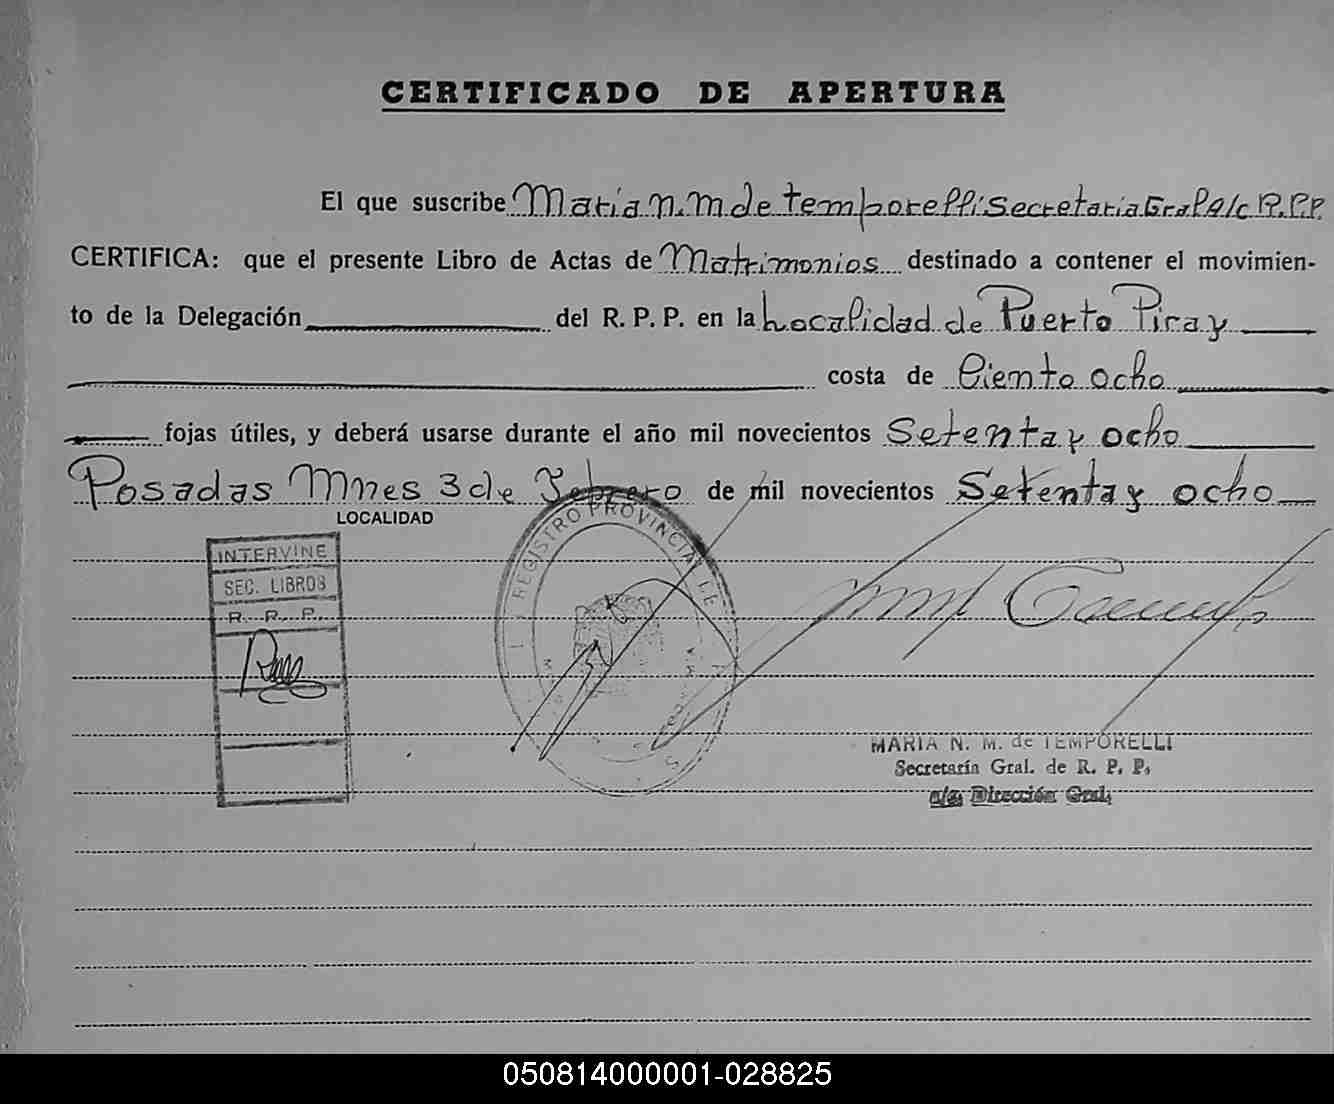 CERTIFICADO DE APERTURA
El que suscribe Maria N. M de Temporelli Secretaria Gral A/C R.P.P.
CERTIFICA: que el presente Libro de Actas de Matrimonios destinado a contener el movimien-
to de la Delegación del R. P. P. en la Localidad de Puerto Piray
costa de Ciento ocho
fojas útiles, y deberá usarse durante el año mil novecientos Setenta y ocho
Posadas Mnes 3 de Febrero de mil novecientos Setenta y ocho
LOCALIDAD
INTERVINE
SEC. LIBROS
R. P. P.
REGISTRO PROVINCIAL DE
MARIA N. M. de TEMPORELLI
Secretaría Gral. de R. P. P.
a/c. Dirección Gral.
050814000001-028825